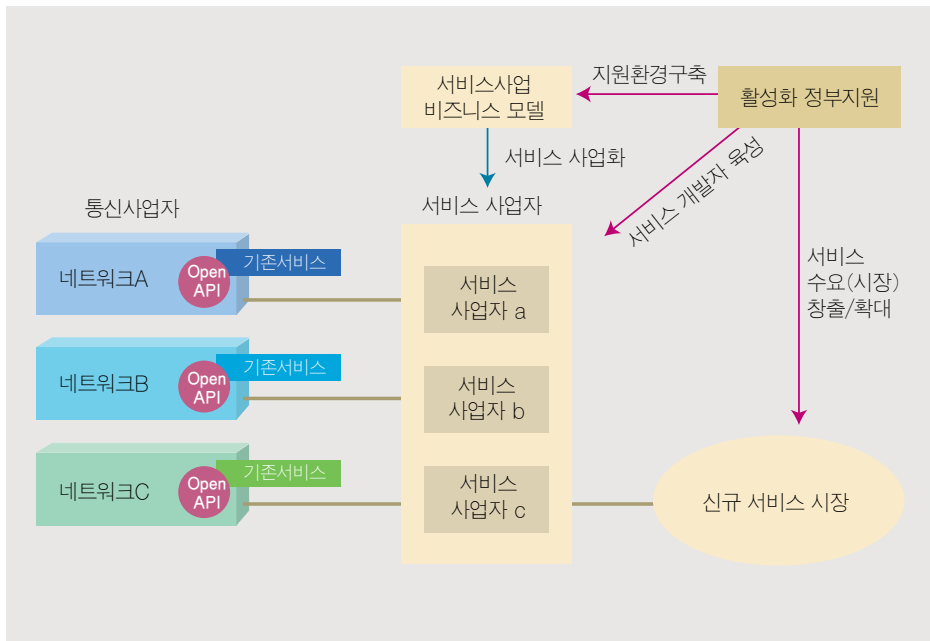 서비스사업
비즈니스 모델
지원환경구축
활성화 정부지원
서비스 사업화
서비스 개발자 육성
통신사업자
서비스 사업자
네트워크A
Open
API
기존서비스
서비스
사업자 a
서비스
수요(시장)
창출/확대
네트워크B
Open
API
기존서비스
서비스
사업자 b
네트워크C
Open
API
기존서비스
서비스
사업자 c
신규 서비스 시장